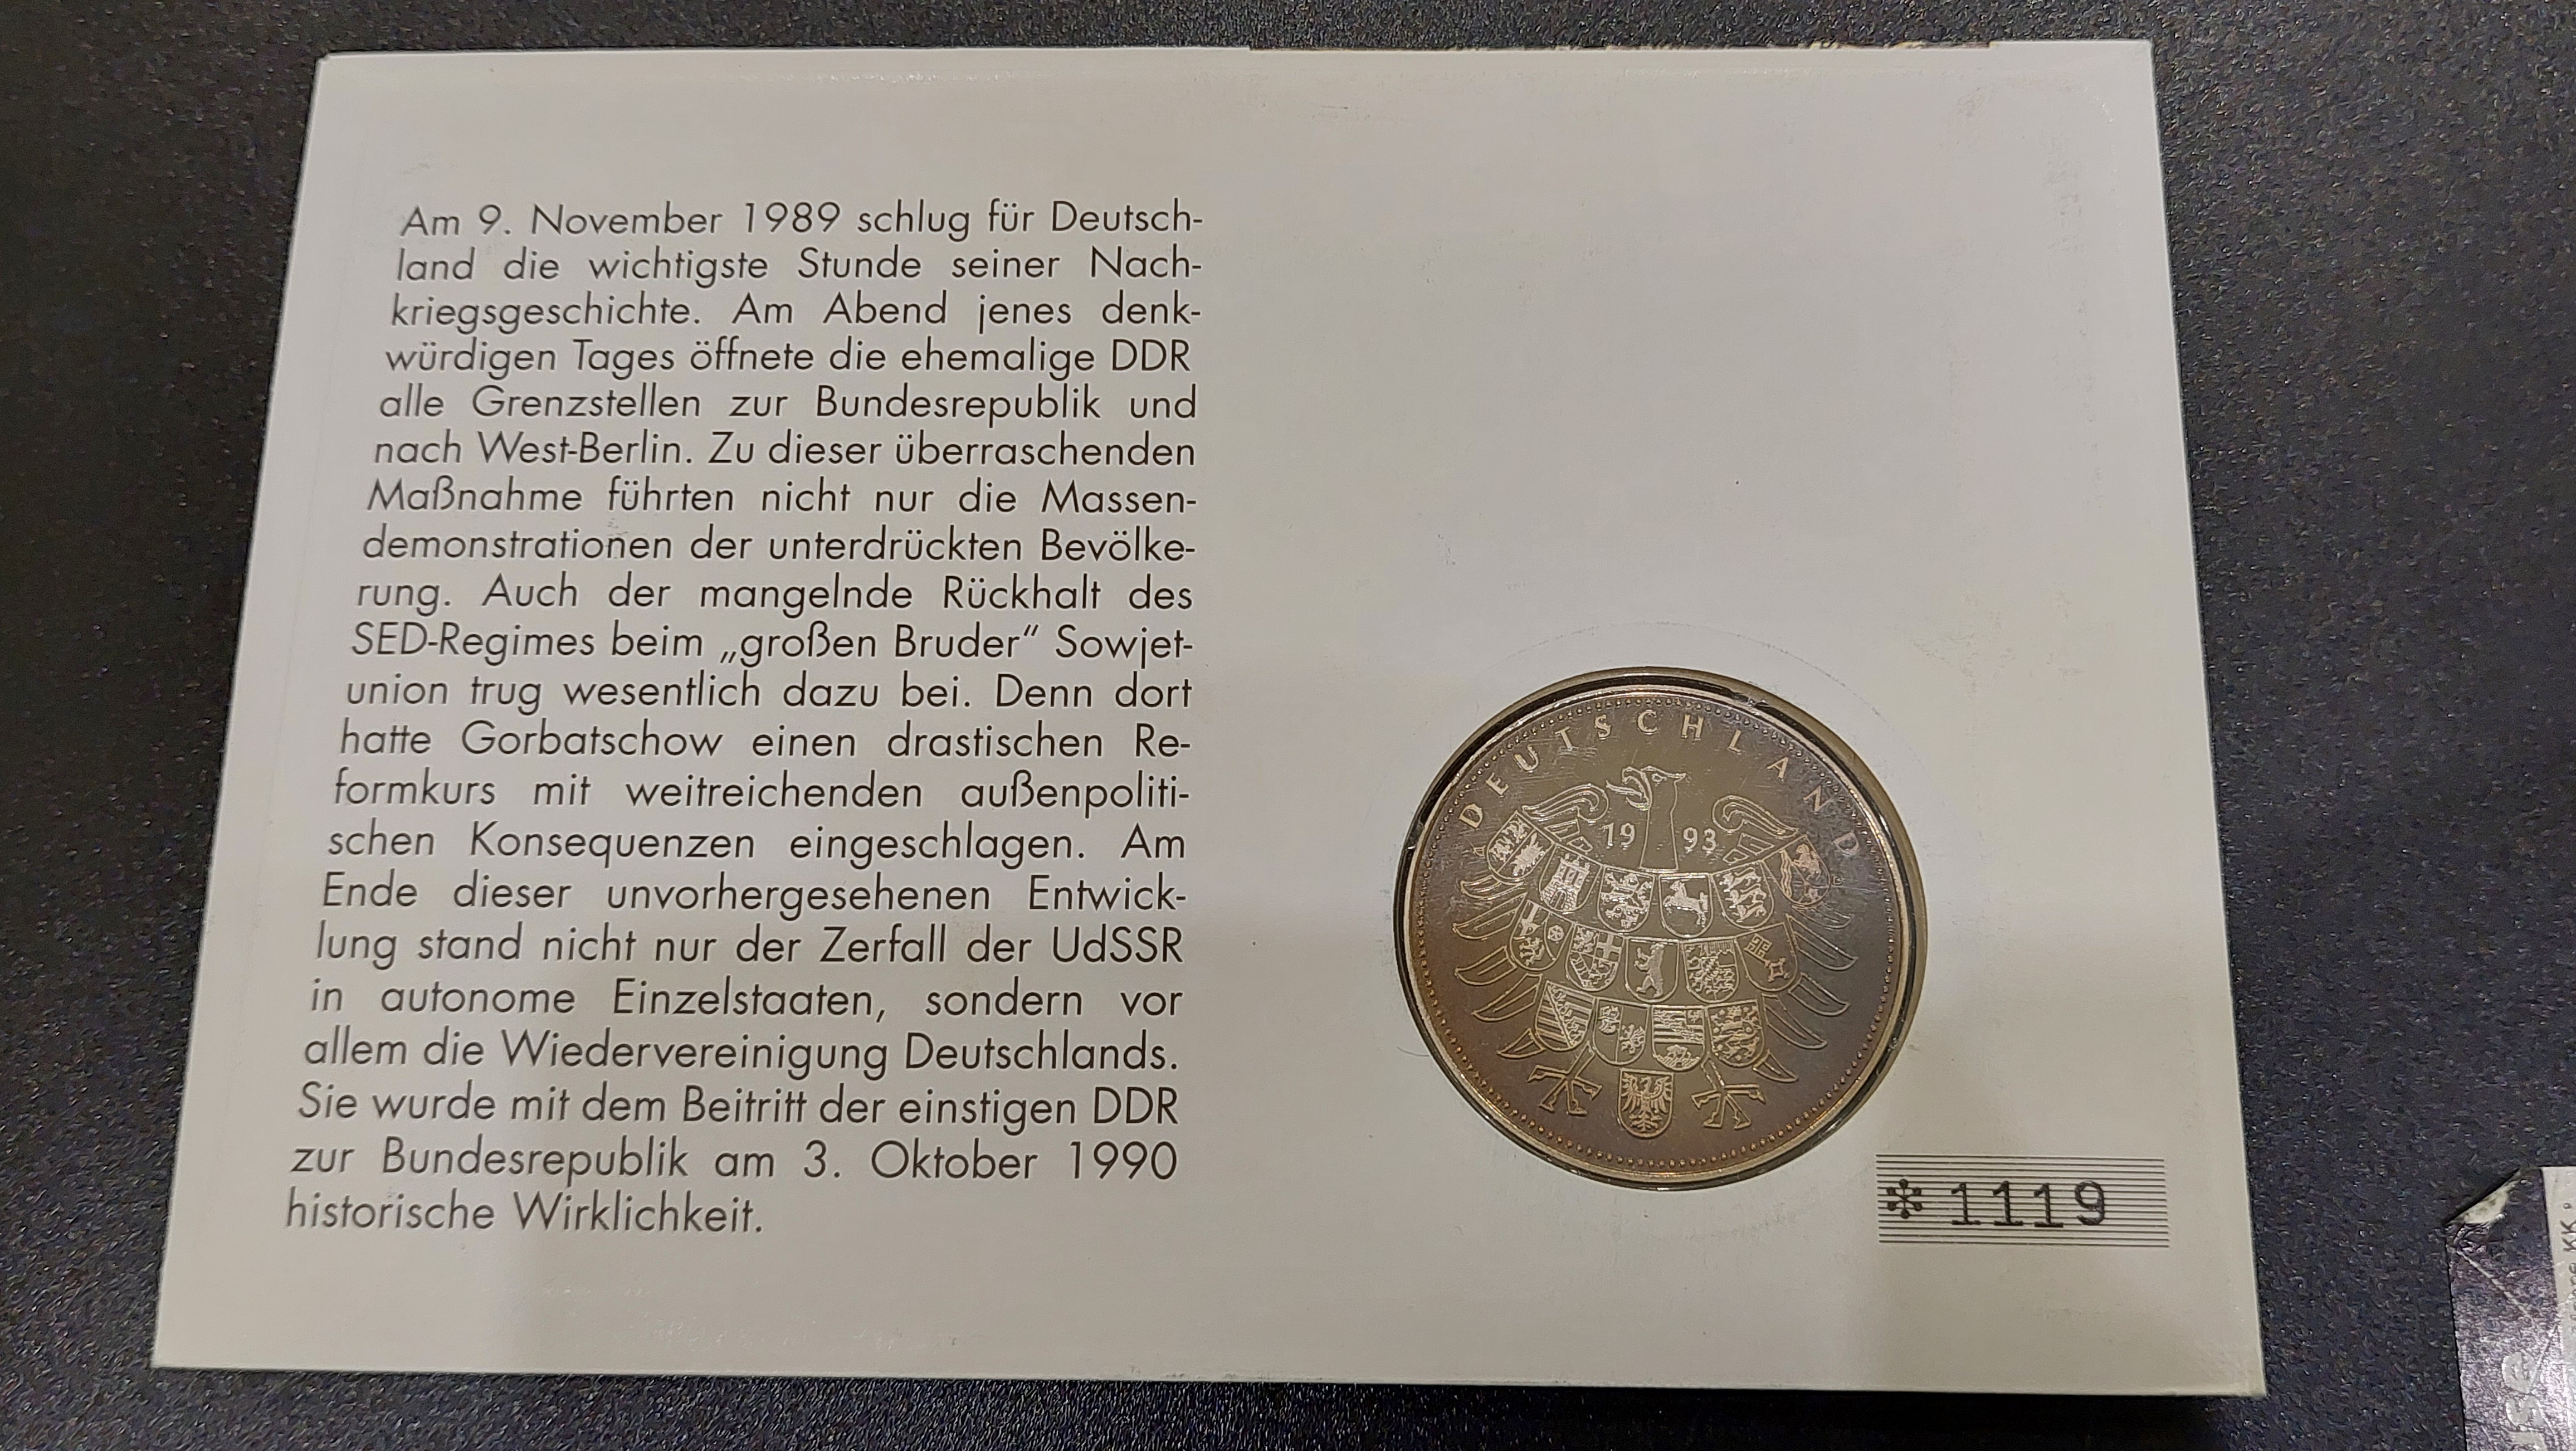 Am 9. November 1989 schlug für Deutsch-
land die wichtigste Stunde seiner Nach-
kriegsgeschichte. Am Abend jenes denk-
würdigen Tages öffnete die ehemalige DDR
alle Grenzstellen zur Bundesrepublik und
nach West-Berlin. Zu dieser überraschenden
Maßnahme führten nicht nur die Massen-
demonstrationen der unterdrückten Bevölke-
rung. Auch der mangelnde Rückhalt des
SED-Regimes beim „großen Bruder“ Sowjet-
union trug wesentlich dazu bei. Denn dort
hatte Gorbatschow einen drastischen Re-
formkurs mit weitreichenden außenpoliti-
schen Konsequenzen eingeschlagen. Am
Ende dieser unvorhergesehenen Entwick-
lung stand nicht nur der Zerfall der UdSSR
in autonome Einzelstaaten, sondern vor
allem die Wiedervereinigung Deutschlands.
Sie wurde mit dem Beitritt der einstigen DDR
zur Bundesrepublik am 3. Oktober 1990
historische Wirklichkeit.
DEUTSCHLAND
19 93
*1119